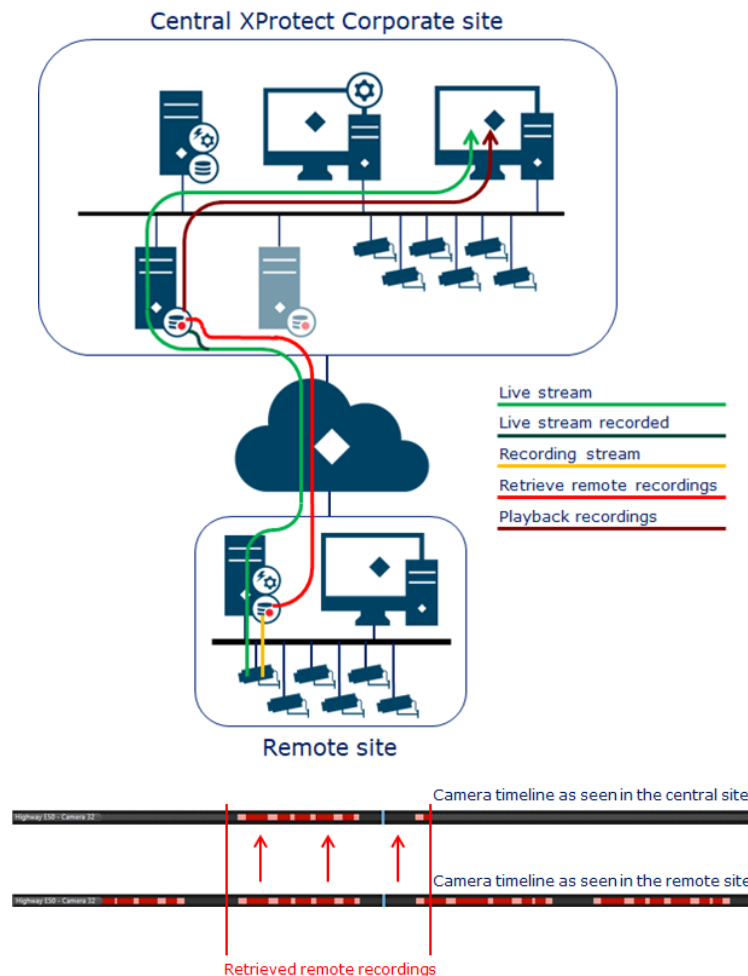 Central XProtect Corporate site
Live stream
Live stream recorded
Recording stream
Retrieve remote recordings
Playback recordings
Remote site
Camera timeline as seen in the central site
Highway E50 - Camera 32
Camera timeline as seen in the remote site
Highway E50 - Camera 32
Retrieved remote recordings